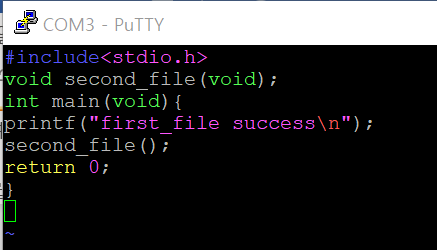 COM3 - PuTTY
#include<stdio.h>
void second_file(void);
int main(void){
printf("first_file success\n");
second_file();
return 0;
}
~